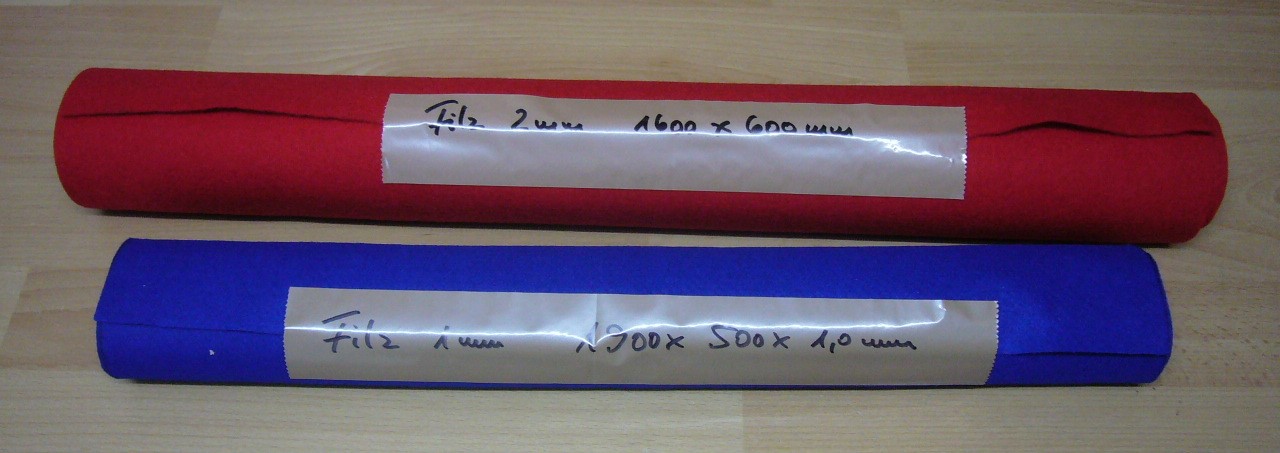 Filz 2mm 1600 x 600 mm
Filz 1mm 1900x 500x 1,0 mm